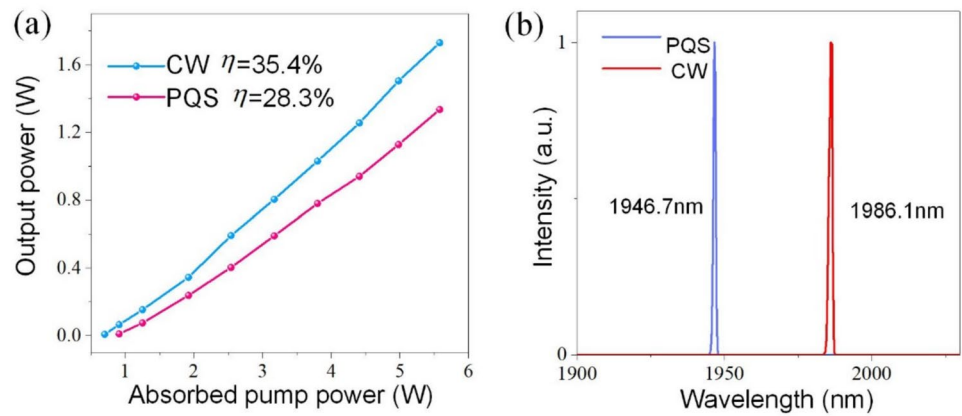 (a)
CW η=35.4%
PQS η=28.3%
Output power (W)
1.6
1.2
0.8
0.4
0.0
1 2 3 4 5 6
Absorbed pump power (W)
(b)
PQS
CW
1946.7nm
1986.1nm
Intensity (a.u.)
1
0
1900 1950 2000
Wavelength (nm)